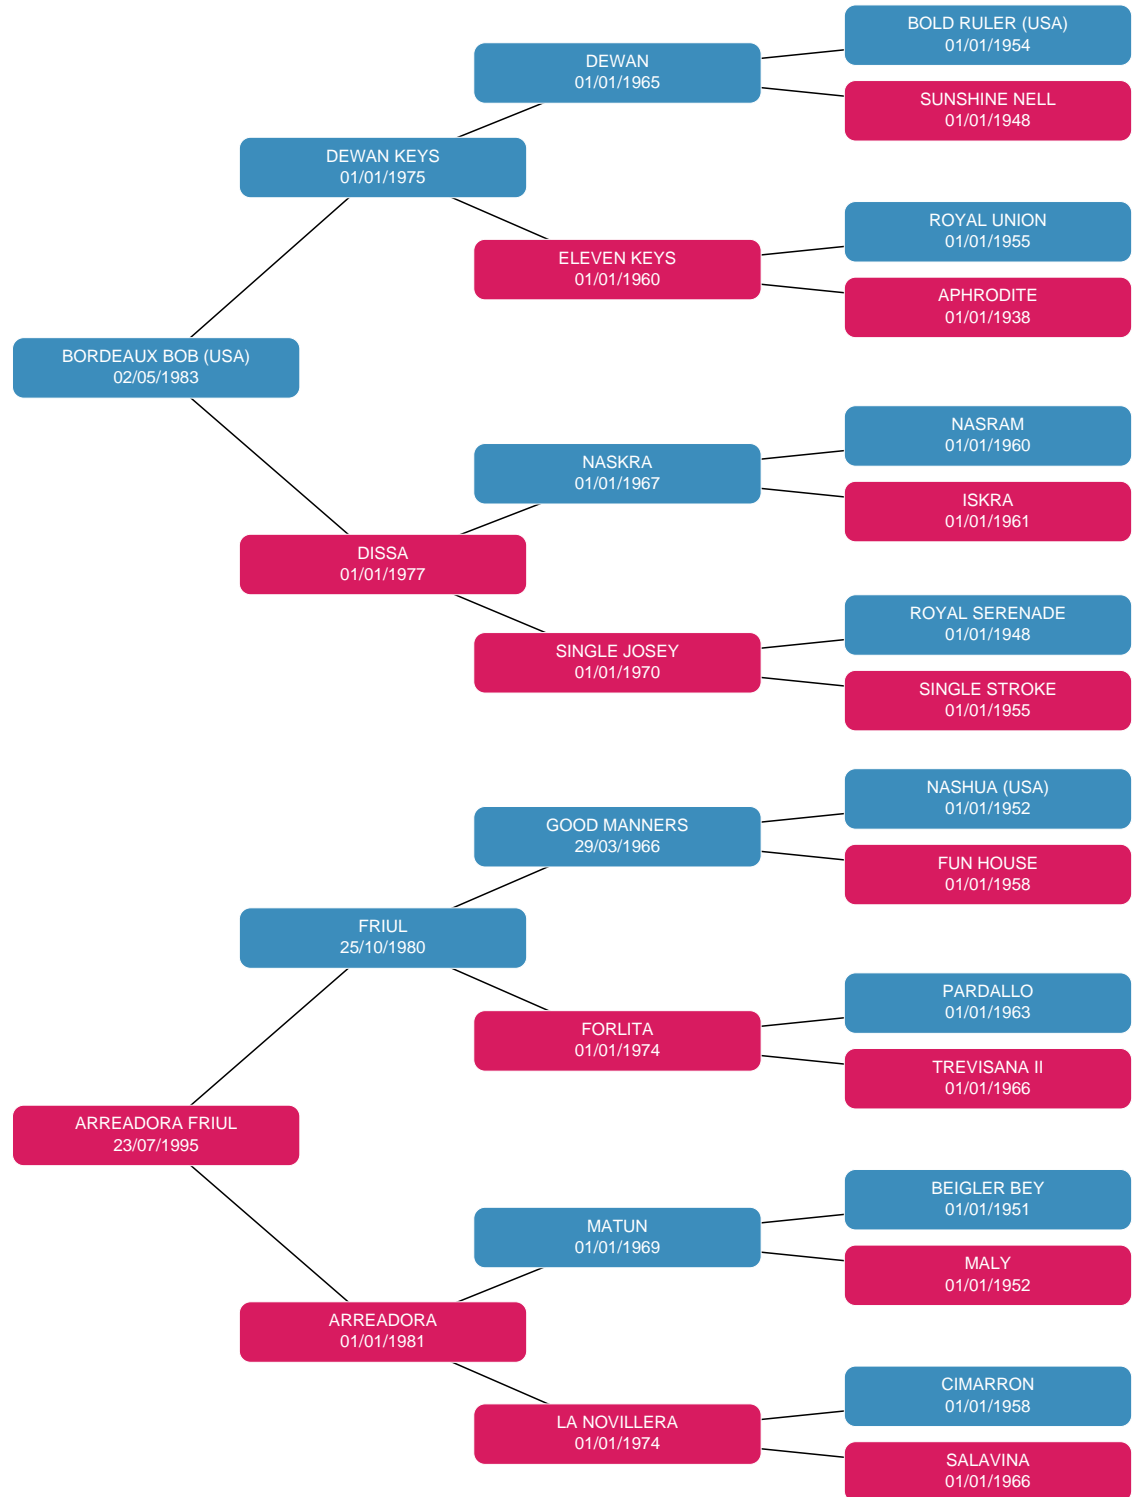 BOLD RULER (USA)
01/01/1954
DEWAN
01/01/1965
SUNSHINE NELL
01/01/1948
DEWAN KEYS
01/01/1975
ROYAL UNION
01/01/1955
ELEVEN KEYS
01/01/1960
APHRODITE
01/01/1938
BORDEAUX BOB (USA)
02/05/1983
NASRAM
01/01/1960
NASKRA
01/01/1967
ISKRA
01/01/1961
DISSA
01/01/1977
ROYAL SERENADE
01/01/1948
SINGLE JOSEY
01/01/1970
SINGLE STROKE
01/01/1955
NASHUA (USA)
01/01/1952
GOOD MANNERS
29/03/1966
FUN HOUSE
01/01/1958
FRIUL
25/10/1980
PARDALLO
01/01/1963
FORLITA
01/01/1974
TREVISANA II
01/01/1966
ARREADORA FRIUL
23/07/1995
BEIGLER BEY
01/01/1951
MATUN
01/01/1969
MALY
01/01/1952
ARREADORA
01/01/1981
CIMARRON
01/01/1958
LA NOVILLERA
01/01/1974
SALAVINA
01/01/1966